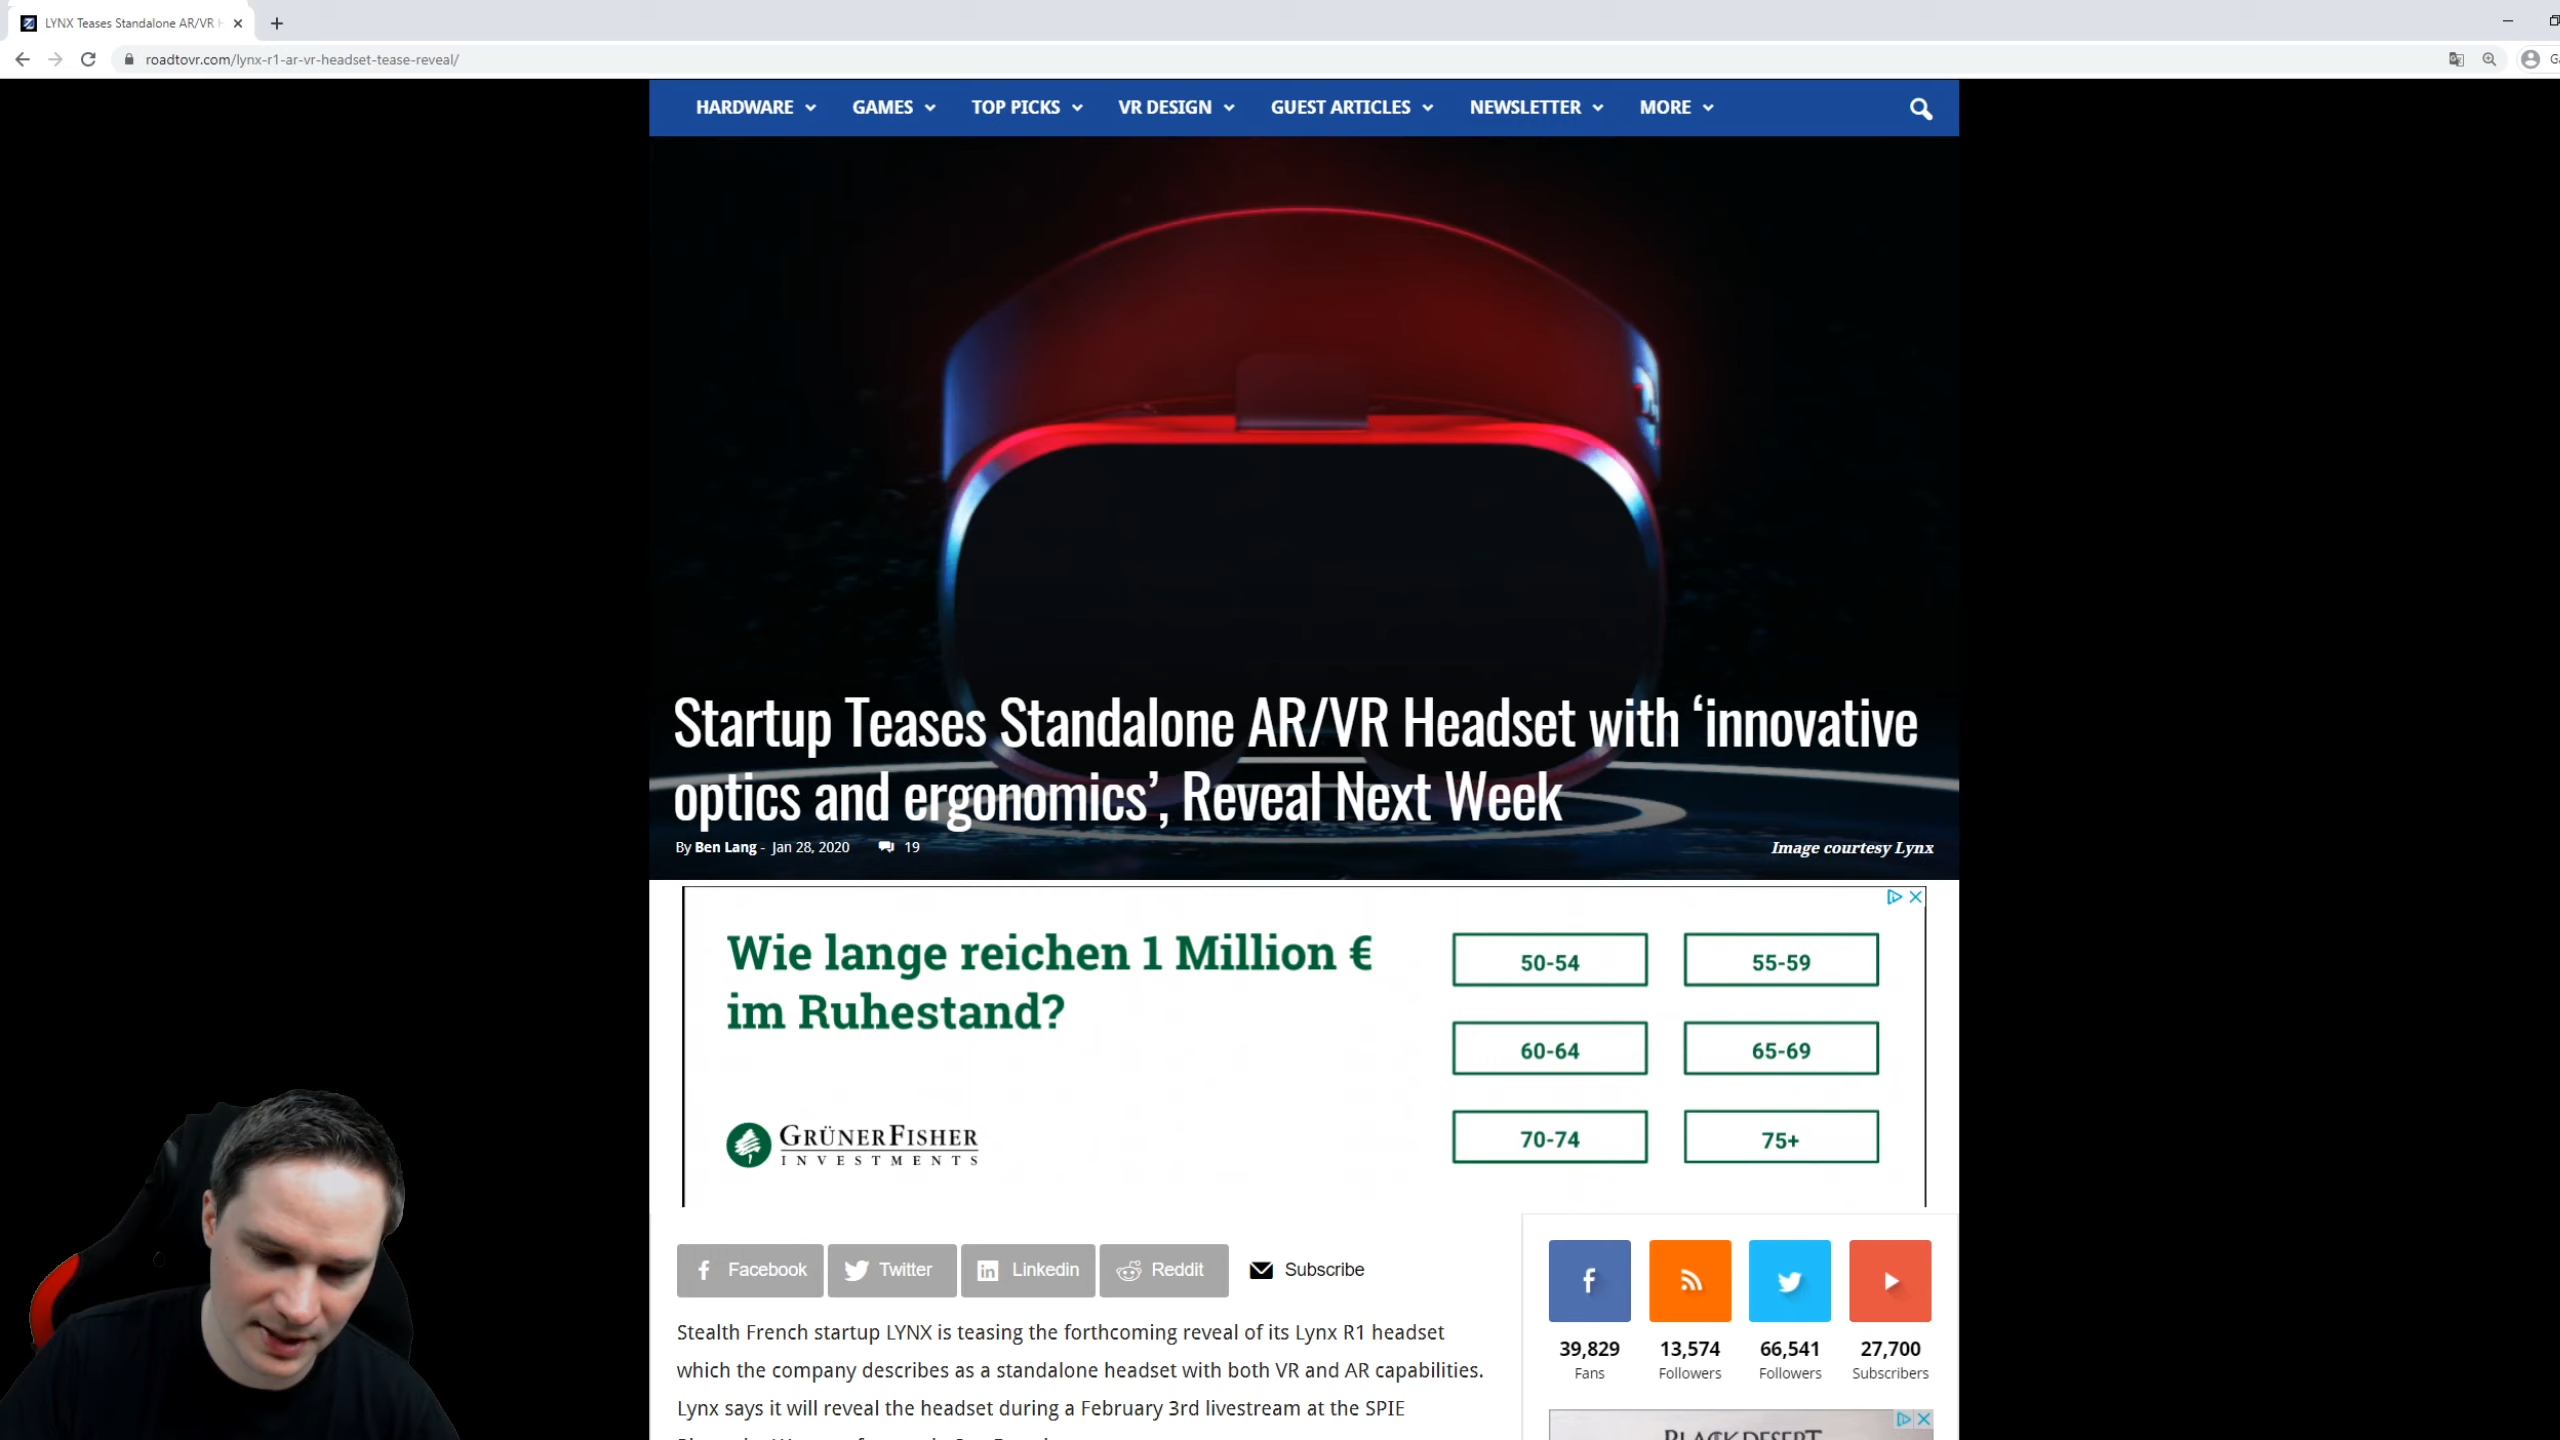 LYNX Teases Standalone AR/VR H
roadtovr.com/lynx-r1-ar-vr-headset-tease-reveal/
HARDWARE GAMES TOP PICKS VR DESIGN GUEST ARTICLES NEWSLETTER MORE
Startup Teases Standalone AR/VR Headset with ‘innovative
optics and ergonomics’, Reveal Next Week
By Ben Lang - Jan 28, 2020 19
Image courtesy Lynx
Wie lange reichen 1 Million €
im Ruhestand?
50-54 55-59
60-64 65-69
70-74 75+
GRÜNER FISHER
INVESTMENTS
Facebook Twitter Linkedin Reddit Subscribe
Stealth French startup LYNX is teasing the forthcoming reveal of its Lynx R1 headset
which the company describes as a standalone headset with both VR and AR capabilities.
Lynx says it will reveal the headset during a February 3rd livestream at the SPIE
39,829 13,574 66,541 27,700
Fans Followers Followers Subscribers
BLACK DESERT